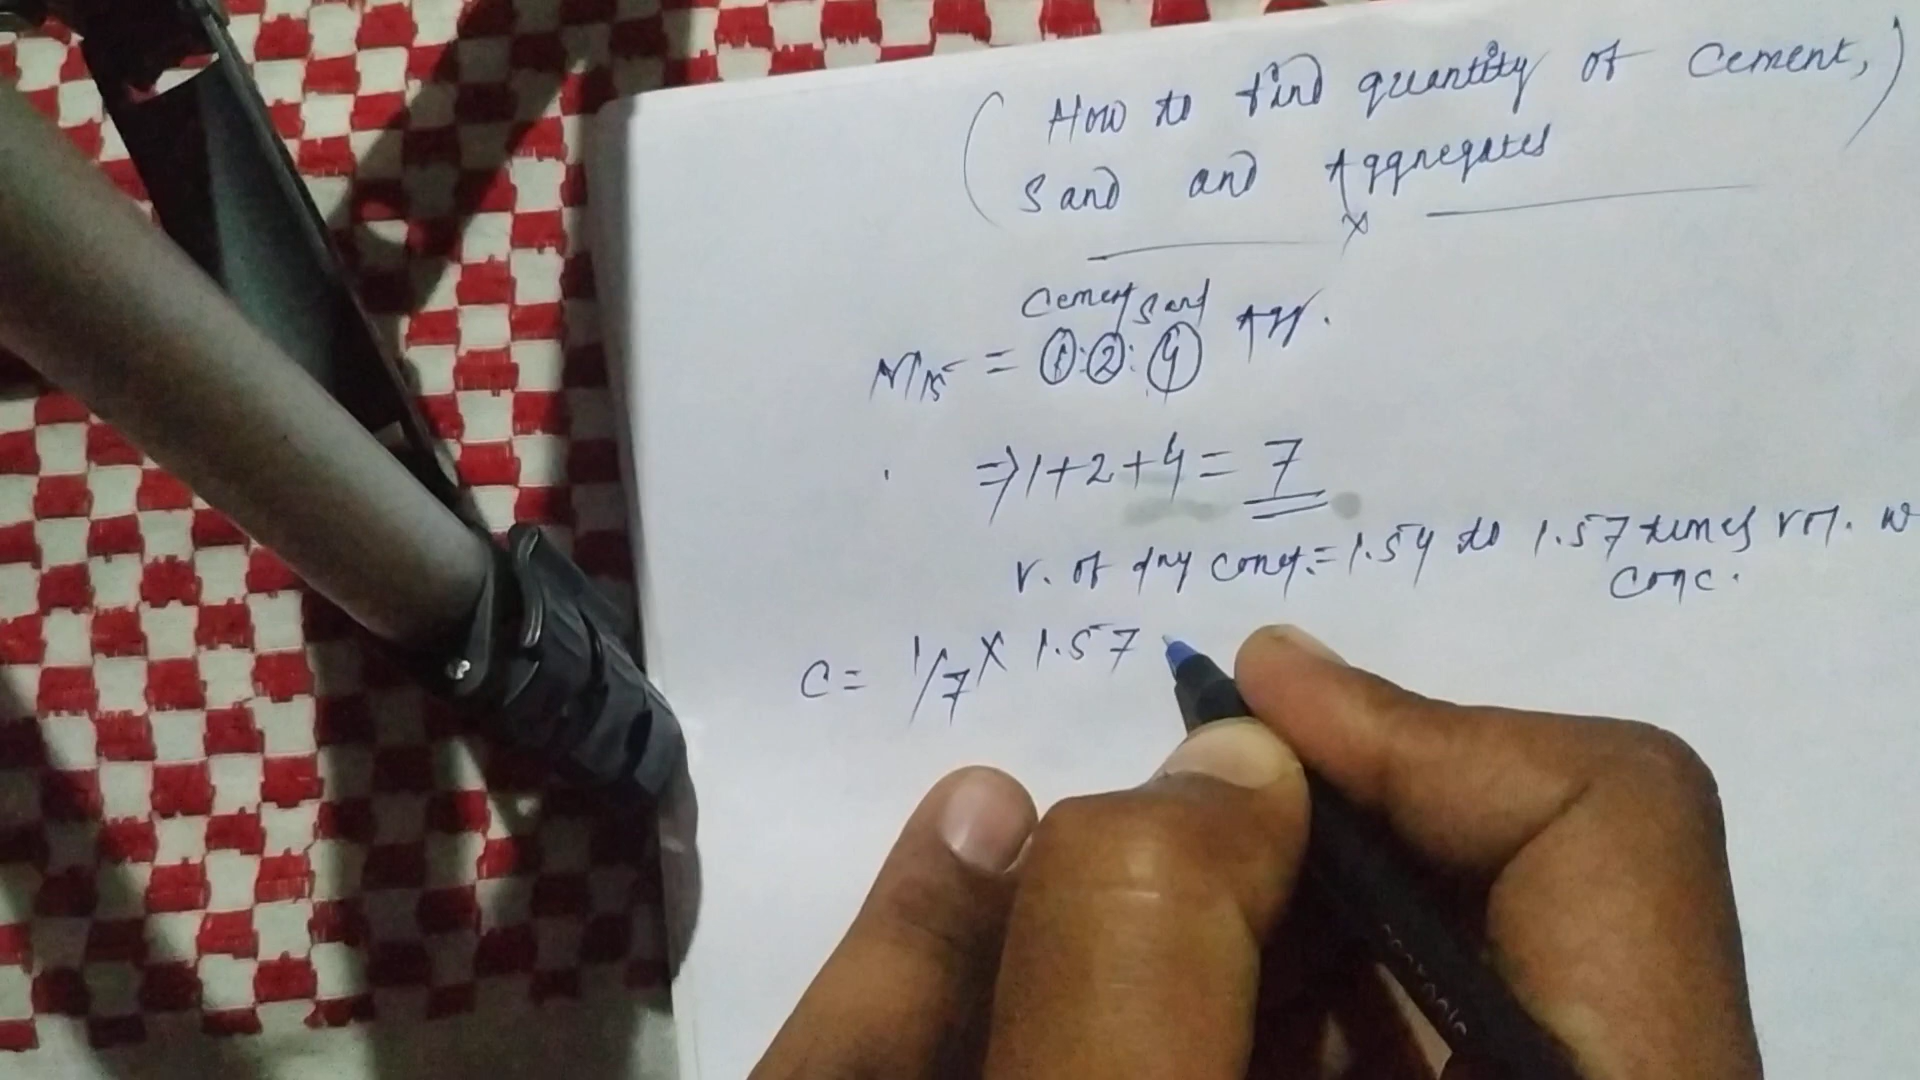 (How to find quantity of Cement,)
Sand and Aggregates
x
Cement Sand Agg.
M15 = 1:2:4
⇒ 1+2+4 = 7
V. of dry conc. = 1.54 to 1.57 times vol. w
conc.
C = 1/7 x 1.57